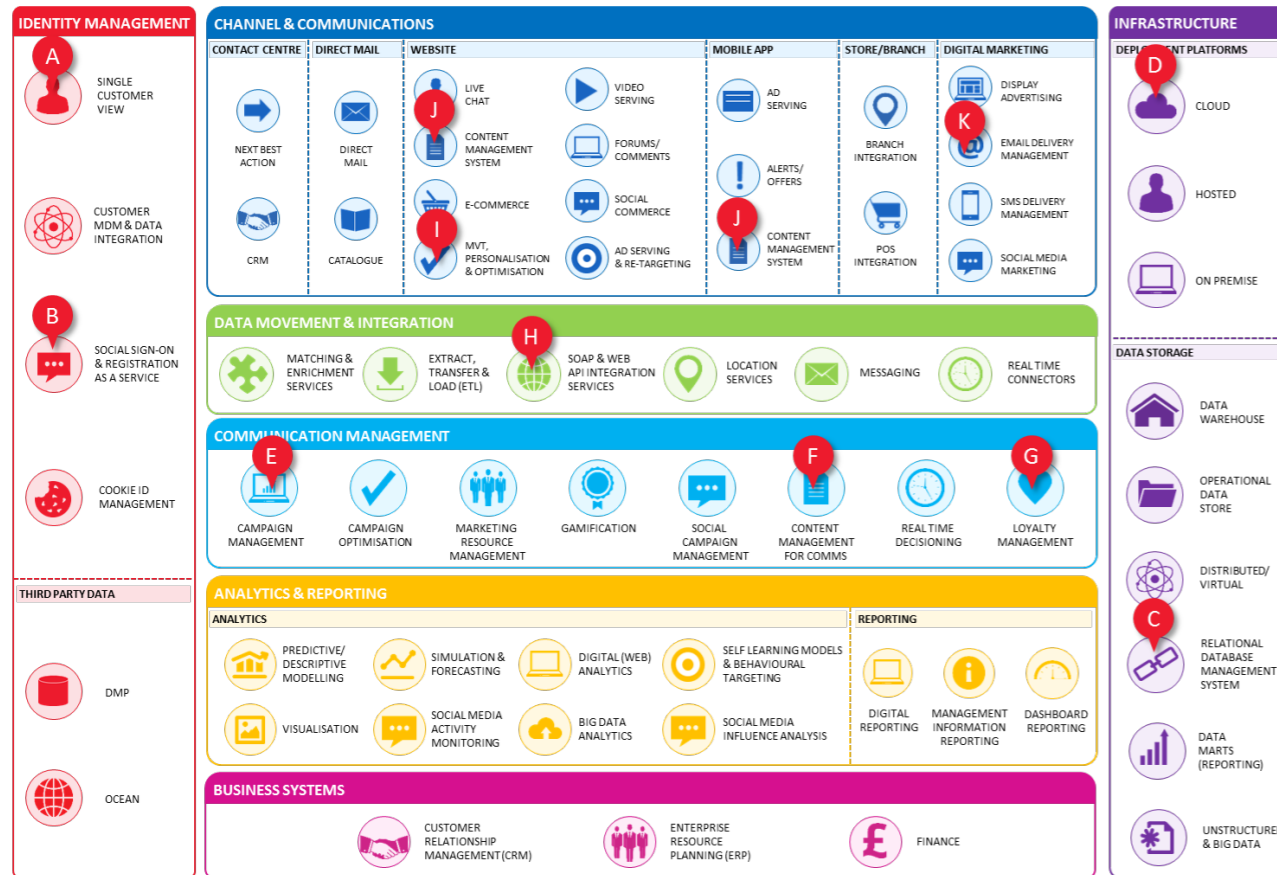 IDENTITY MANAGEMENT
A
SINGLE
CUSTOMER
VIEW
CUSTOMER
MDM & DATA
INTEGRATION
B
SOCIAL SIGN-ON
& REGISTRATION
AS A SERVICE
COOKIE ID
MANAGEMENT
THIRD PARTY DATA
DMP
OCEAN
CHANNEL & COMMUNICATIONS
CONTACT CENTRE
NEXT BEST
ACTION
CRM
DIRECT MAIL
DIRECT
MAIL
CATALOGUE
WEBSITE
LIVE
CHAT
J
CONTENT
MANAGEMENT
SYSTEM
E-COMMERCE
I
MVT,
PERSONALISATION
& OPTIMISATION
VIDEO
SERVING
FORUMS/
COMMENTS
SOCIAL
COMMERCE
AD SERVING
& RE-TARGETING
MOBILE APP
AD
SERVING
ALERTS/
OFFERS
J
CONTENT
MANAGEMENT
SYSTEM
STORE/BRANCH
BRANCH
INTEGRATION
POS
INTEGRATION
DIGITAL MARKETING
DISPLAY
ADVERTISING
K
@
EMAIL DELIVERY
MANAGEMENT
SMS DELIVERY
MANAGEMENT
SOCIAL MEDIA
MARKETING
DATA MOVEMENT & INTEGRATION
MATCHING &
ENRICHMENT
SERVICES
EXTRACT,
TRANSFER &
LOAD (ETL)
H
SOAP & WEB
API INTEGRATION
SERVICES
LOCATION
SERVICES
MESSAGING
REAL TIME
CONNECTORS
COMMUNICATION MANAGEMENT
E
CAMPAIGN
MANAGEMENT
CAMPAIGN
OPTIMISATION
MARKETING
RESOURCE
MANAGEMENT
GAMIFICATION
SOCIAL
CAMPAIGN
MANAGEMENT
F
CONTENT
MANAGEMENT
FOR COMMS
REAL TIME
DECISIONING
G
LOYALTY
MANAGEMENT
ANALYTICS & REPORTING
ANALYTICS
PREDICTIVE/
DESCRIPTIVE
MODELLING
SIMULATION &
FORECASTING
DIGITAL (WEB)
ANALYTICS
SELF LEARNING MODELS
& BEHAVIOURAL
TARGETING
VISUALISATION
SOCIAL MEDIA
ACTIVITY
MONITORING
BIG DATA
ANALYTICS
SOCIAL MEDIA
INFLUENCE ANALYSIS
REPORTING
DIGITAL
REPORTING
MANAGEMENT
INFORMATION
REPORTING
DASHBOARD
REPORTING
BUSINESS SYSTEMS
CUSTOMER
RELATIONSHIP
MANAGEMENT (CRM)
ENTERPRISE
RESOURCE
PLANNING (ERP)
£
FINANCE
INFRASTRUCTURE
PLATFORMS
D
CLOUD
HOSTED
ON PREMISE
DATA STORAGE
DATA
WAREHOUSE
OPERATIONAL
DATA
STORE
DISTRIBUTED/
VIRTUAL
C
RELATIONAL
DATABASE
MANAGEMENT
SYSTEM
DATA
MARTS
(REPORTING)
UNSTRUCTURE
& BIG DATA